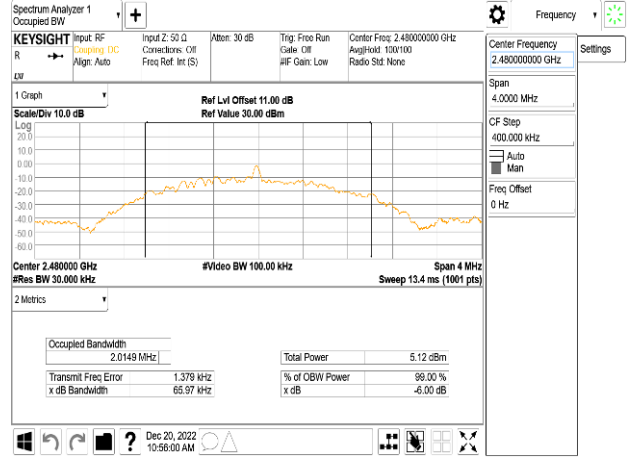 Spectrum Analyzer 1
Occupied BW
Frequency
KEYSIGHT
R
Input: RF
Coupling: DC
Align: Auto
Input Z: 50 Ω
Corrections: Off
Freq Ref: Int (S)
Atten: 30 dB
Trig: Free Run
Gate: Off
#IF Gain: Low
Center Freq: 2.480000000 GHz
Avg|Hold: 100/100
Radio Std: None
Center Frequency
2.480000000 GHz
Settings
Span
4.0000 MHz
CF Step
400.000 kHz
Auto
Man
Freq Offset
0 Hz
1 Graph
Scale/Div 10.0 dB
Ref Lvl Offset 11.00 dB
Ref Value 30.00 dBm
Log
20.0
10.0
0.00
-10.0
-20.0
-30.0
-40.0
-50.0
-60.0
Center 2.480000 GHz
#Video BW 100.00 kHz
Span 4 MHz
#Res BW 30.000 kHz
Sweep 13.4 ms (1001 pts)
2 Metrics
Occupied Bandwidth
2.0149 MHz
Total Power 5.12 dBm
Transmit Freq Error 1.379 kHz
% of OBW Power 99.00 %
x dB Bandwidth 65.97 kHz
x dB -6.00 dB
Dec 20, 2022
10:56:00 AM